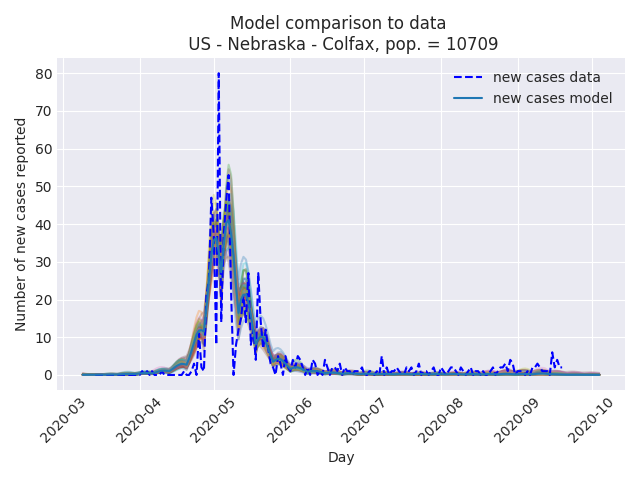 Model comparison to data
US - Nebraska - Colfax, pop. = 10709
new cases data
new cases model
Number of new cases reported
80
70
60
50
40
30
20
10
0
2020-03
2020-04
2020-05
2020-06
2020-07
2020-08
2020-09
2020-10
Day